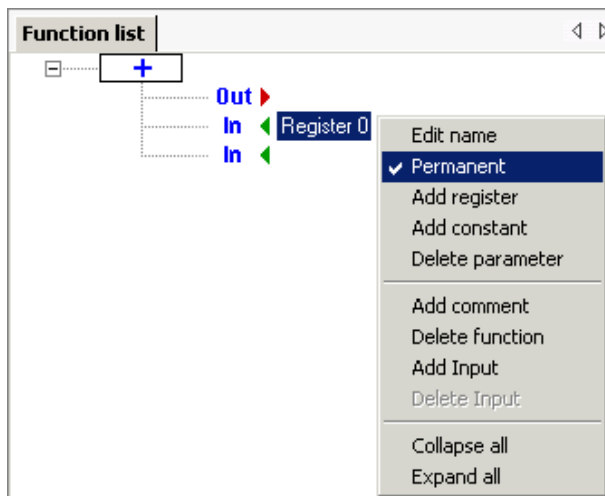 Function list
+
Out
In Register 0
In
Edit name
Permanent
Add register
Add constant
Delete parameter
Add comment
Delete function
Add Input
Delete Input
Collapse all
Expand all